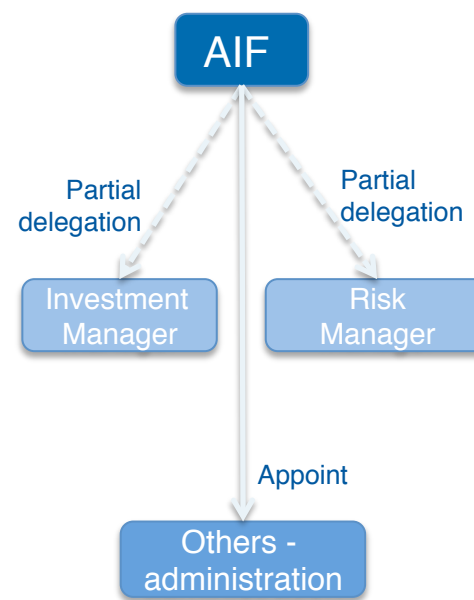 AIF
Partial
delegation
Partial
delegation
Investment
Manager
Risk
Manager
Appoint
Others -
administration